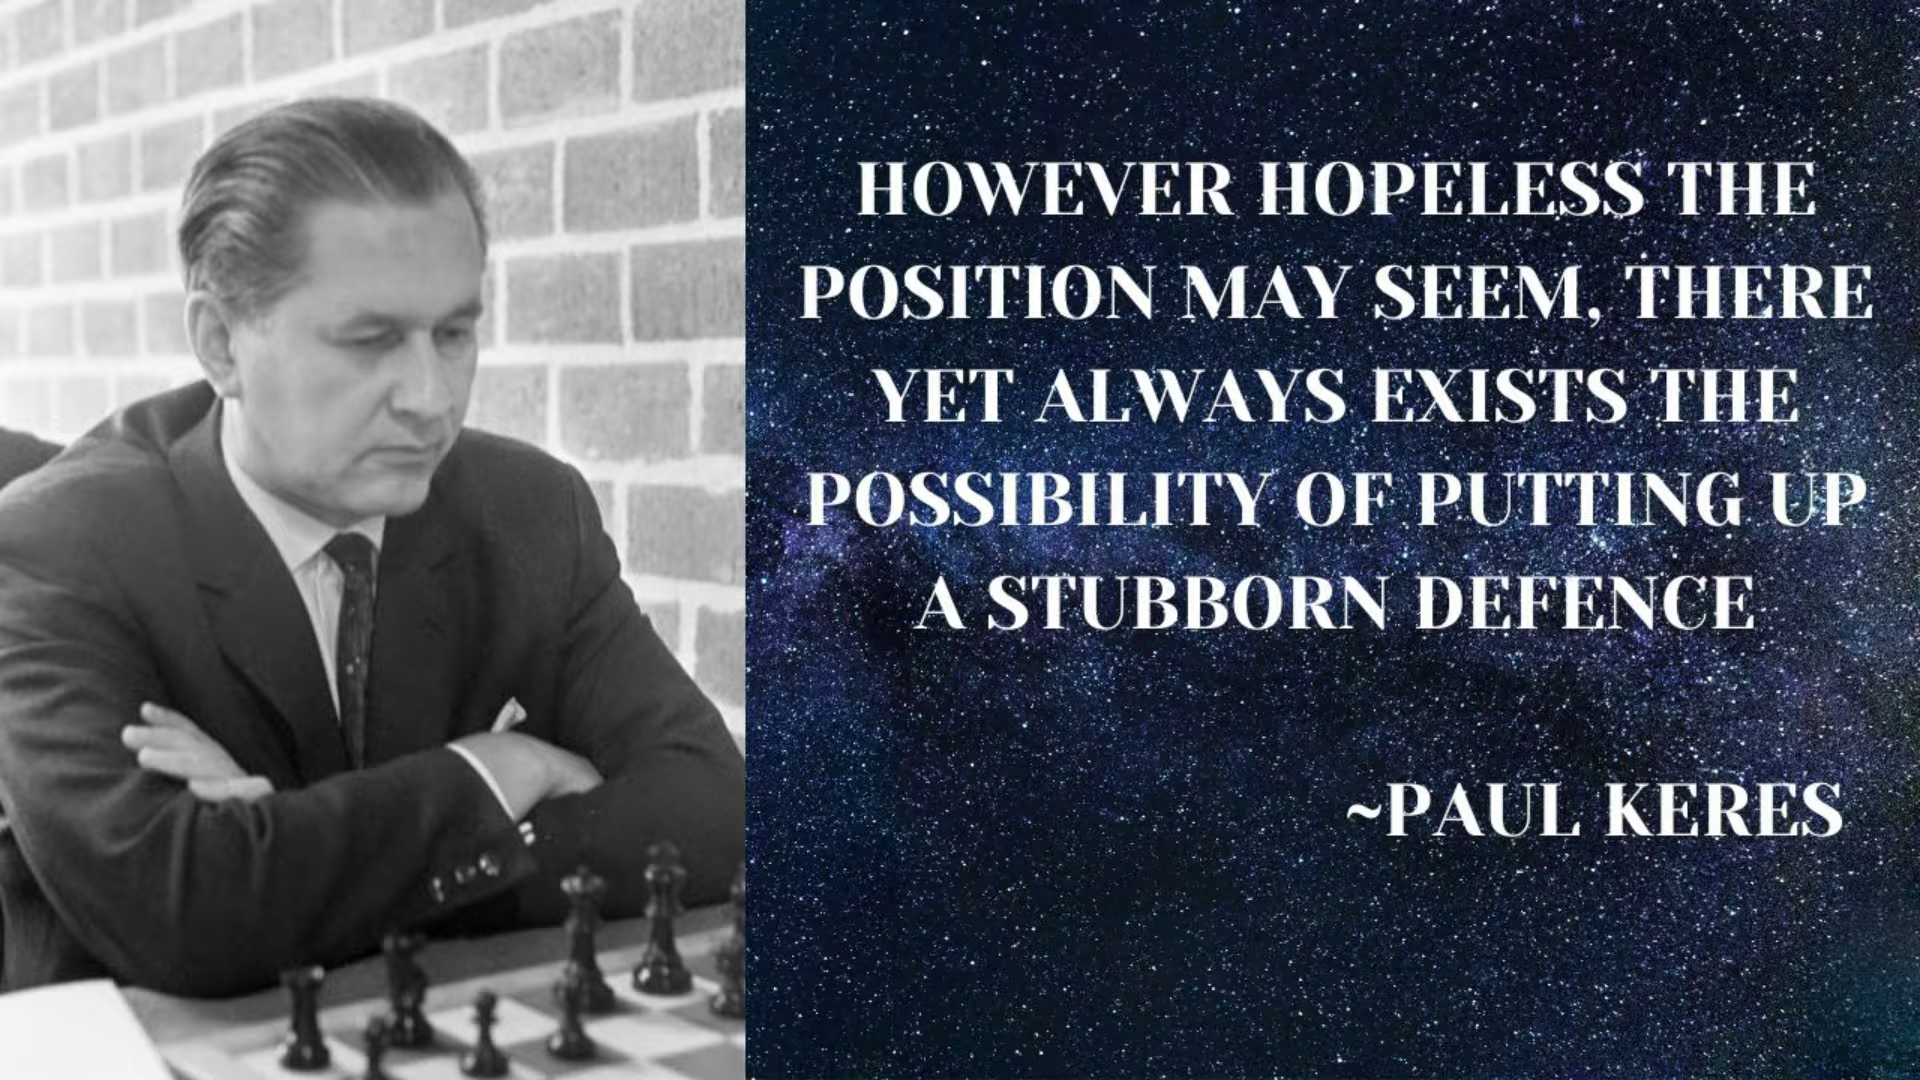 HOWEVER HOPELESS THE
POSITION MAY SEEM, THERE
YET ALWAYS EXISTS THE
POSSIBILITY OF PUTTING UP
A STUBBORN DEFENCE
~PAUL KERES